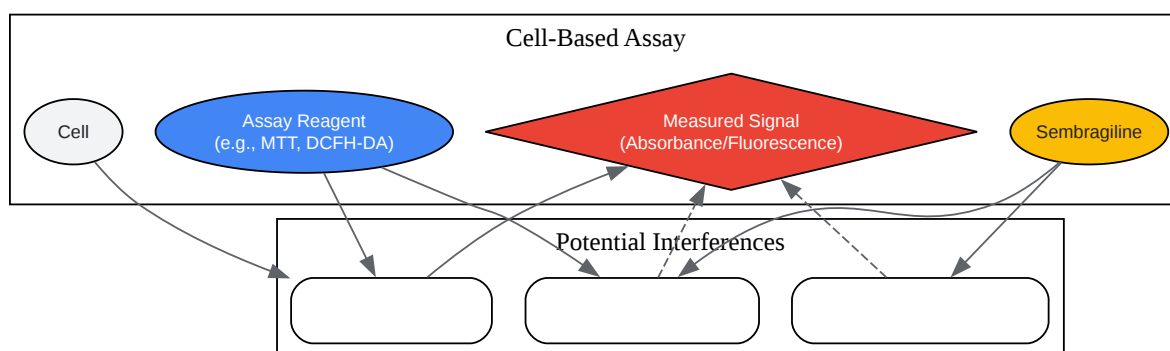 Cell-Based Assay
Cell
Assay Reagent
(e.g., MTT, DCFH-DA)
Measured Signal
(Absorbance/Fluorescence)
Sembragiline
Potential Interferences